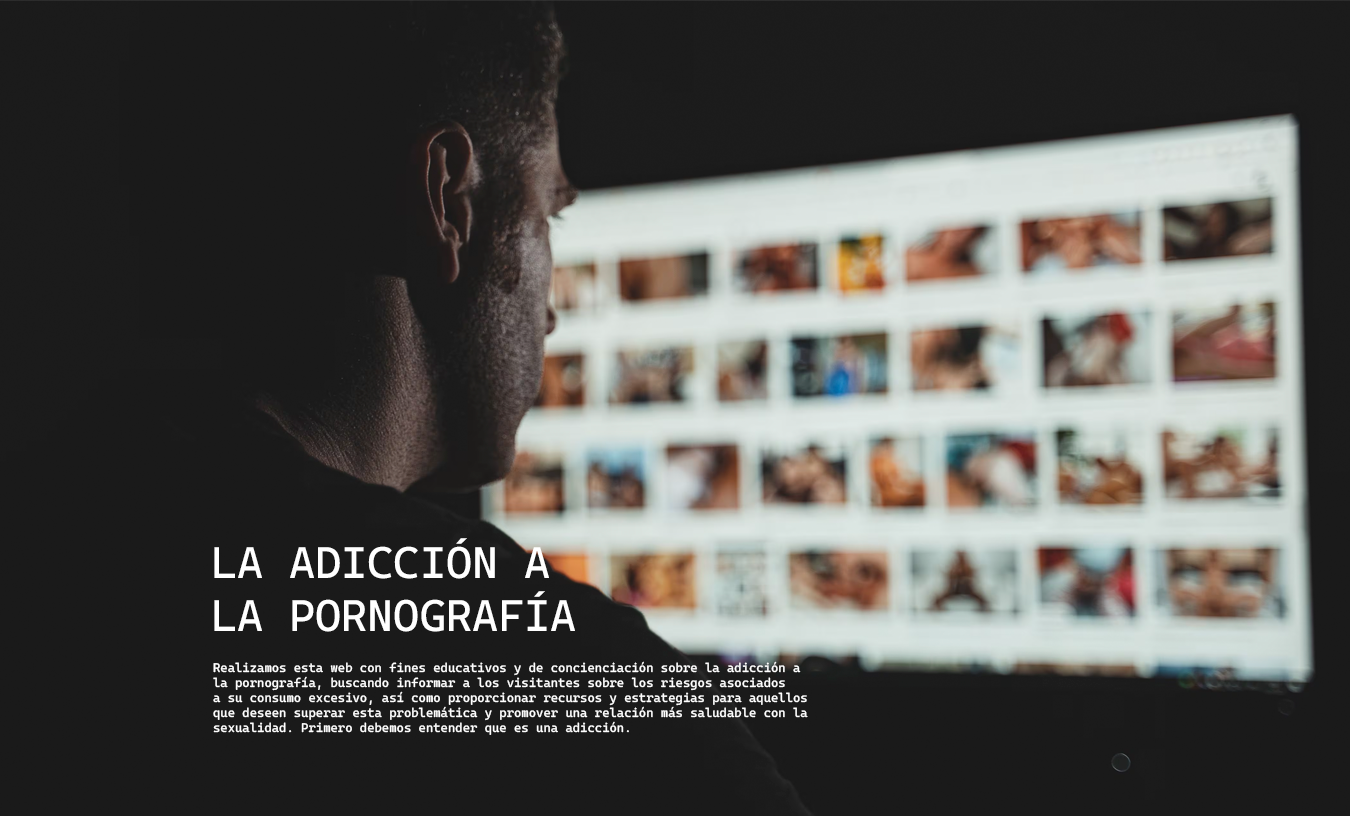 LA ADICCIÓN A
LA PORNOGRAFÍA
Realizamos esta web con fines educativos y de concienciación sobre la adicción a
la pornografía, buscando informar a los visitantes sobre los riesgos asociados
a su consumo excesivo, así como proporcionar recursos y estrategias para aquellos
que deseen superar esta problemática y promover una relación más saludable con la
sexualidad. Primero debemos entender que es una adicción.